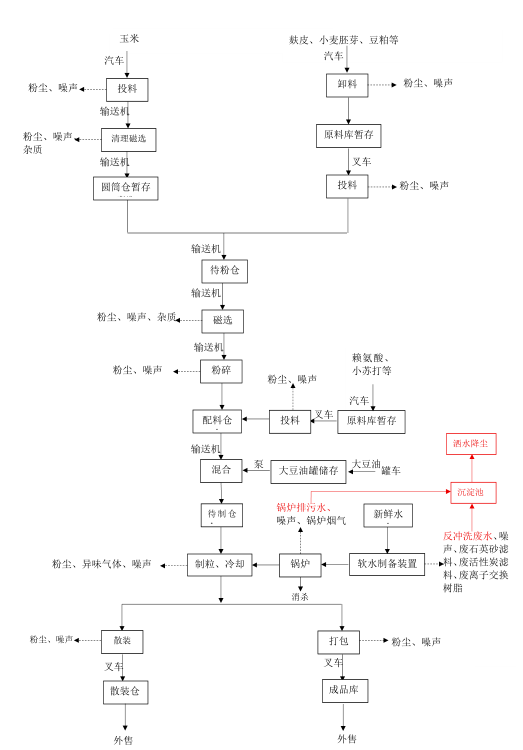 玉米
麸皮、小麦胚芽、豆粕等
汽车
汽车
粉尘、噪声
投料
卸料
粉尘、噪声
输送机
粉尘、噪声
杂质
清理磁选
原料库暂存
输送机
叉车
圆筒仓暂存
投料
粉尘、噪声
输送机
待粉仓
输送机
粉尘、噪声、杂质
磁选
输送机
粉尘、噪声
粉碎
赖氨酸、
小苏打等
粉尘、噪声
汽车
配料仓
投料
叉车
原料库暂存
输送机
洒水降尘
混合
泵
大豆油罐储存
大豆油
罐车
沉淀池
待制仓
锅炉排污水、
噪声、锅炉烟气
新鲜水
粉尘、异味气体、噪声
制粒、冷却
锅炉
软水制备装置
反冲洗废水、噪
声、废石英砂滤
料、废活性炭滤
料、废离子交换
树脂
消杀
粉尘、噪声
散装
打包
粉尘、噪声
叉车
叉车
散装仓
成品库
外售
外售